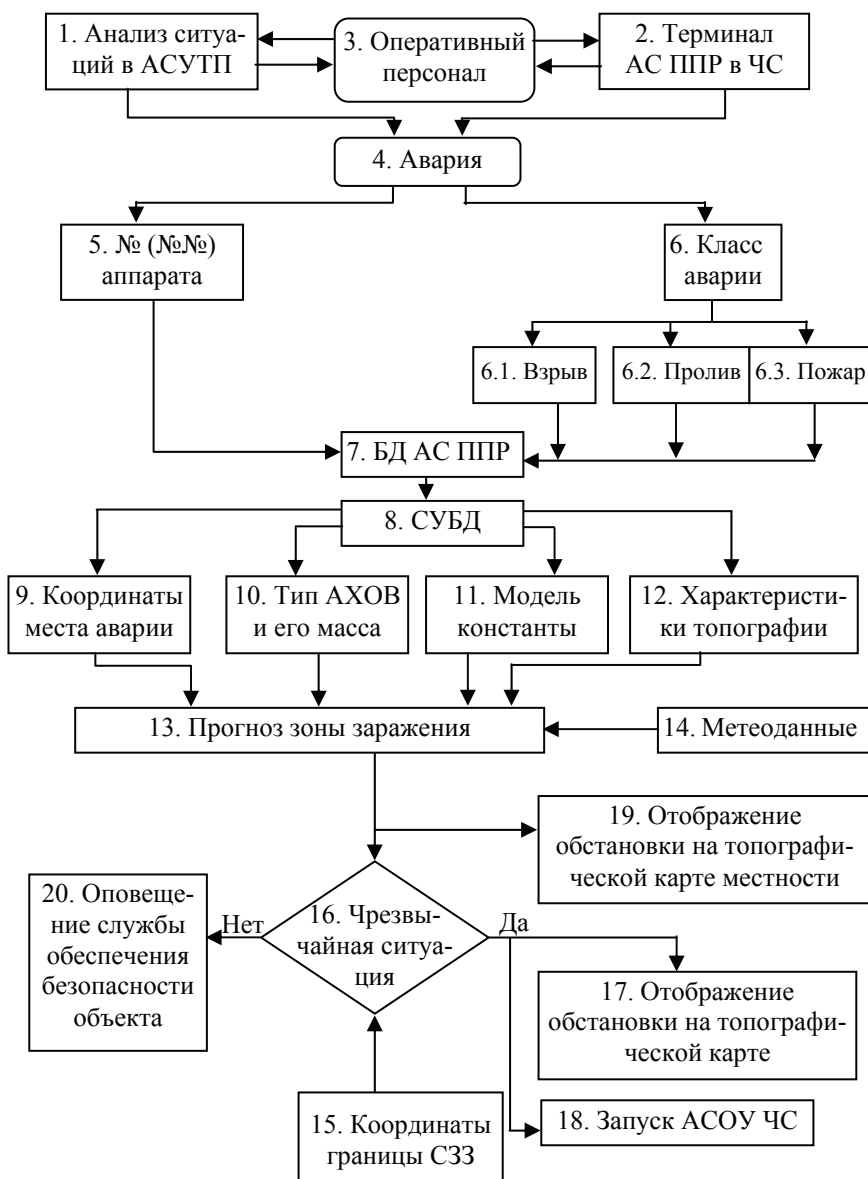 1. Анализ ситуа-
ций в АСУТП
3. Оперативный
персонал
2. Терминал
АС ППР в ЧС
4. Авария
5. № (№№)
аппарата
6. Класс
аварии
6.1. Взрыв
6.2. Пролив
6.3. Пожар
7. БД АС ППР
8. СУБД
9. Координаты
места аварии
10. Тип АХОВ
и его масса
11. Модель
константы
12. Характеристи-
ки топографии
13. Прогноз зоны заражения
14. Метеоданные
19. Отображение
обстановки на топографи-
ческой карте местности
20. Оповеще-
ение службы
обеспечения
безопасности
объекта
Нет
16. Чрезвы-
чайная ситуа-
ция
Да
17. Отображение
обстановки на топографи-
ческой карте
15. Координаты
границы СЗЗ
18. Запуск АСОУ ЧС